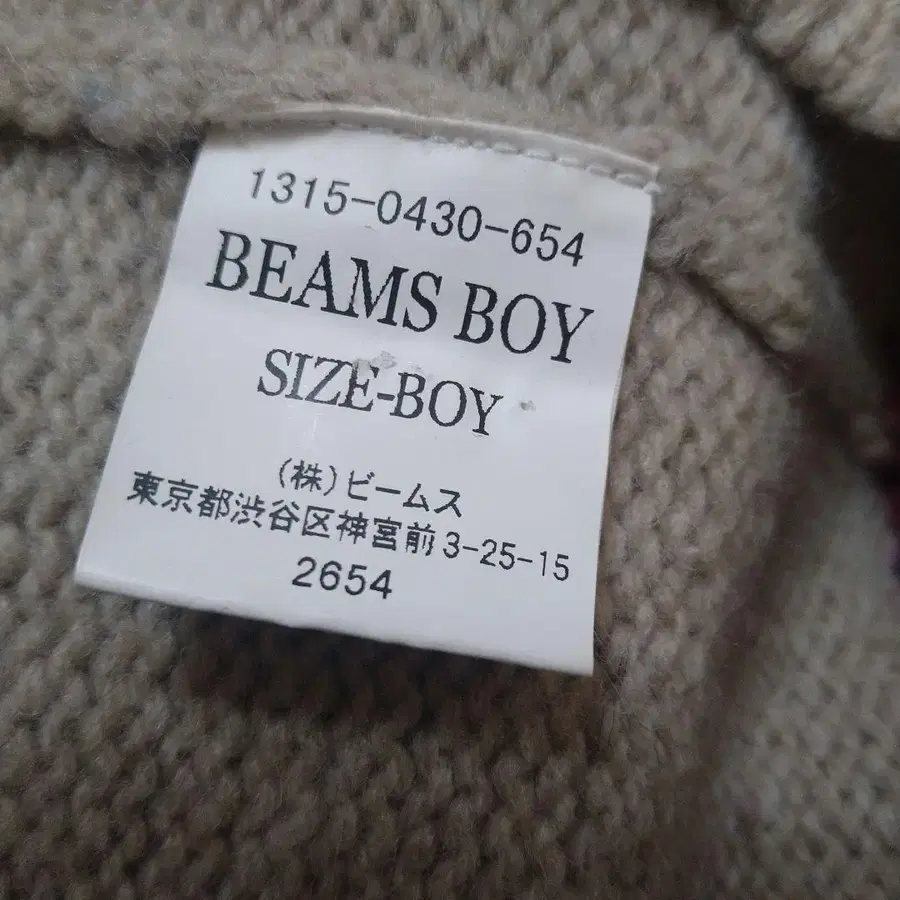 1315-0430-654
BEAMS BOY
SIZE-BOY
(株)ビームス
東京都渋谷区神宮前3-25-15
2654